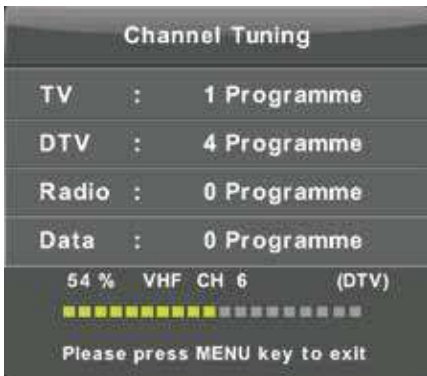 Channel Tuning
TV : 1 Programme
DTV : 4 Programme
Radio : 0 Programme
Data : 0 Programme
54 % VHF CH 6 (DTV)
Please press MENU key to exit